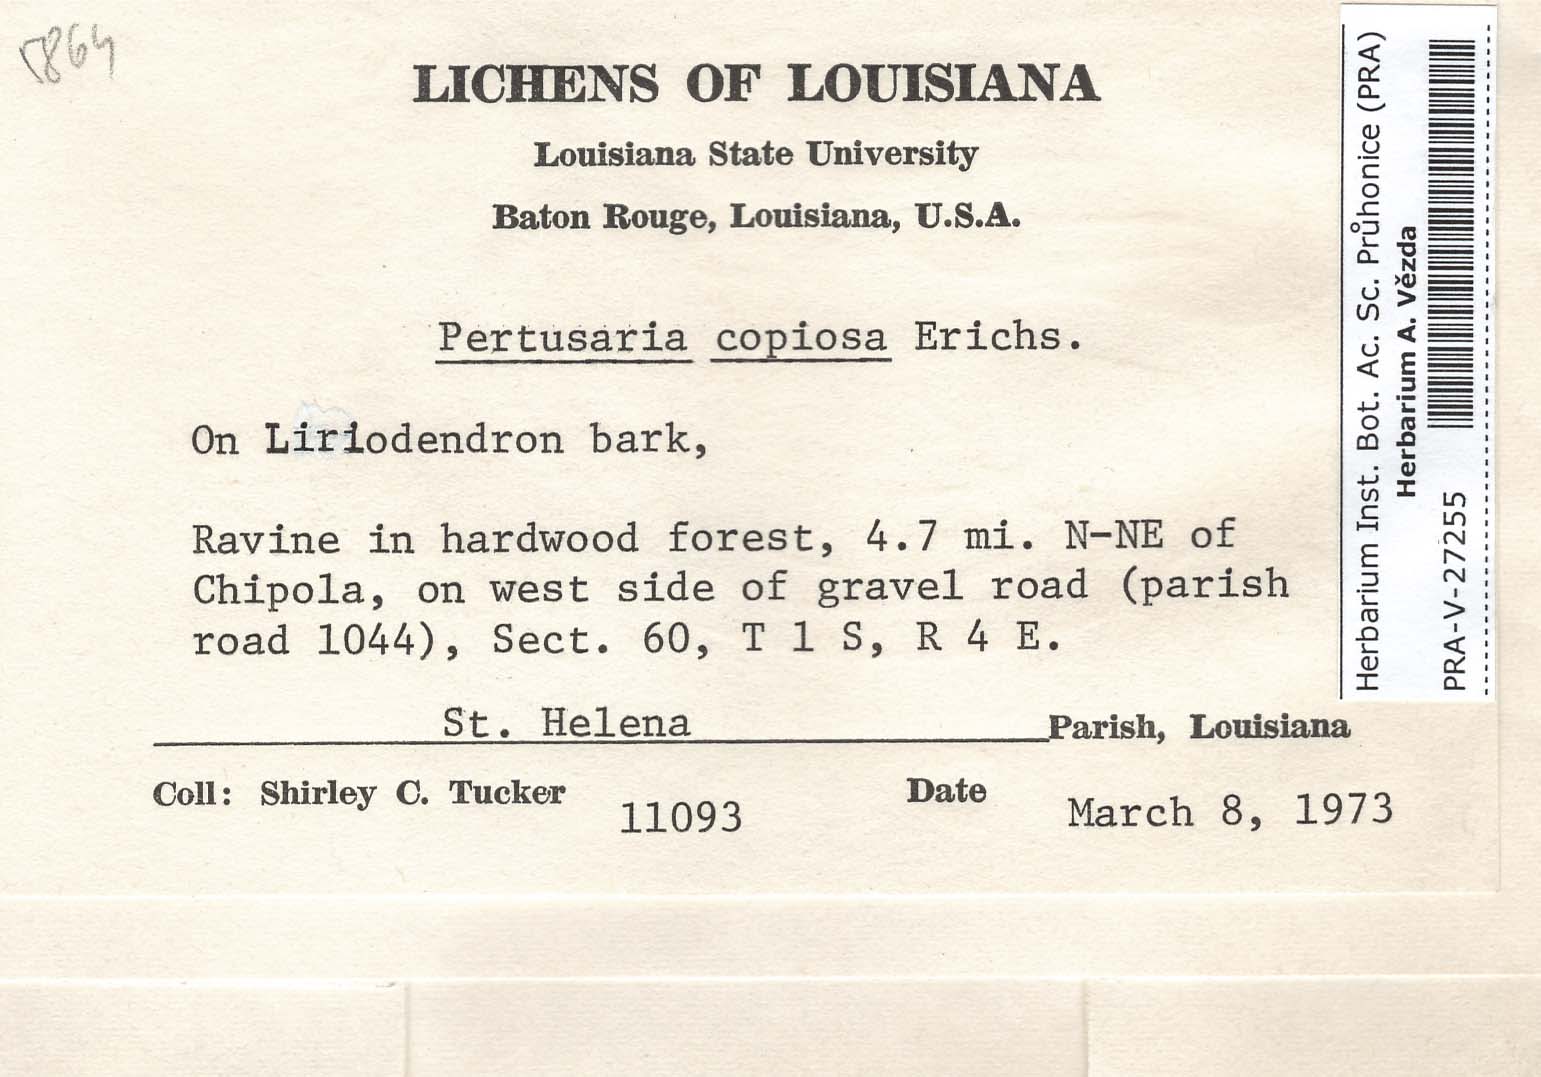 5864
LICHENS OF LOUISIANA
Louisiana State University
Baton Rouge, Louisiana, U.S.A.
Pertusaria copiosa Erichs.
On Liriodendron bark,
Ravine in hardwood forest, 4.7 mi. N-NE of
Chipola, on west side of gravel road (parish
road 1044), Sect. 60, T 1 S, R 4 E.
St. Helena Parish, Louisiana
Coll: Shirley C. Tucker 11093 Date March 8, 1973
Herbarium Inst. Bot. Ac. Sc. Průhonice (PRA)
Herbarium A. Vězda
PRA-V-27255